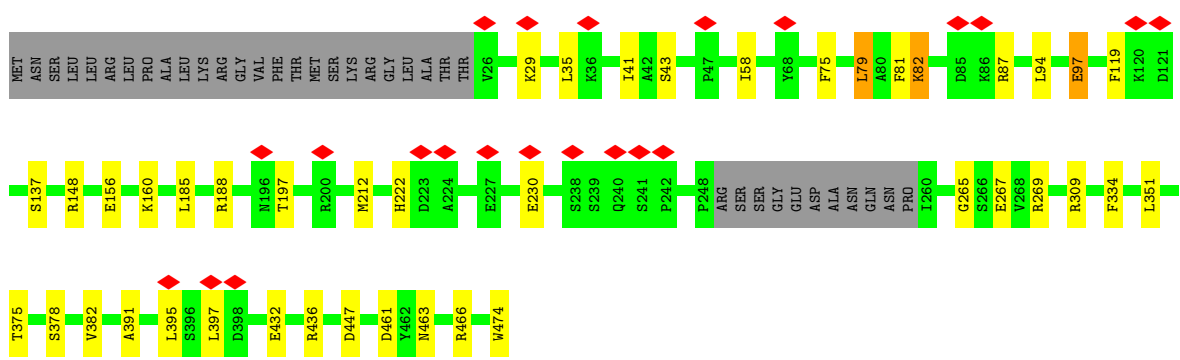 MET ASN SER LEU LEU ARG LEU PRO ALA LEU LYS ARG GLY VAL PHE THR MET SER LYS ARG GLY LEU ALA THR THR V26 K29 L35 K36 I41 A42 S43 P47 I58 Y68 F75 L79 A80 F81 K82 D85 K86 R87 L94 E97 F119 K120 D121
S137 R148 E156 K160 L185 R188 N196 T197 R200 M212 H222 D223 A224 E227 E230 S238 S239 Q240 S241 P242 P248 ARG SER SER GLY GLU ASP ALA ASN GLN ASN PRO I260 G265 S266 E267 V268 R269 R309 F334 L351
T375 S378 V382 A391 L395 S396 L397 D398 E432 R436 D447 D461 Y462 N463 R466 W474